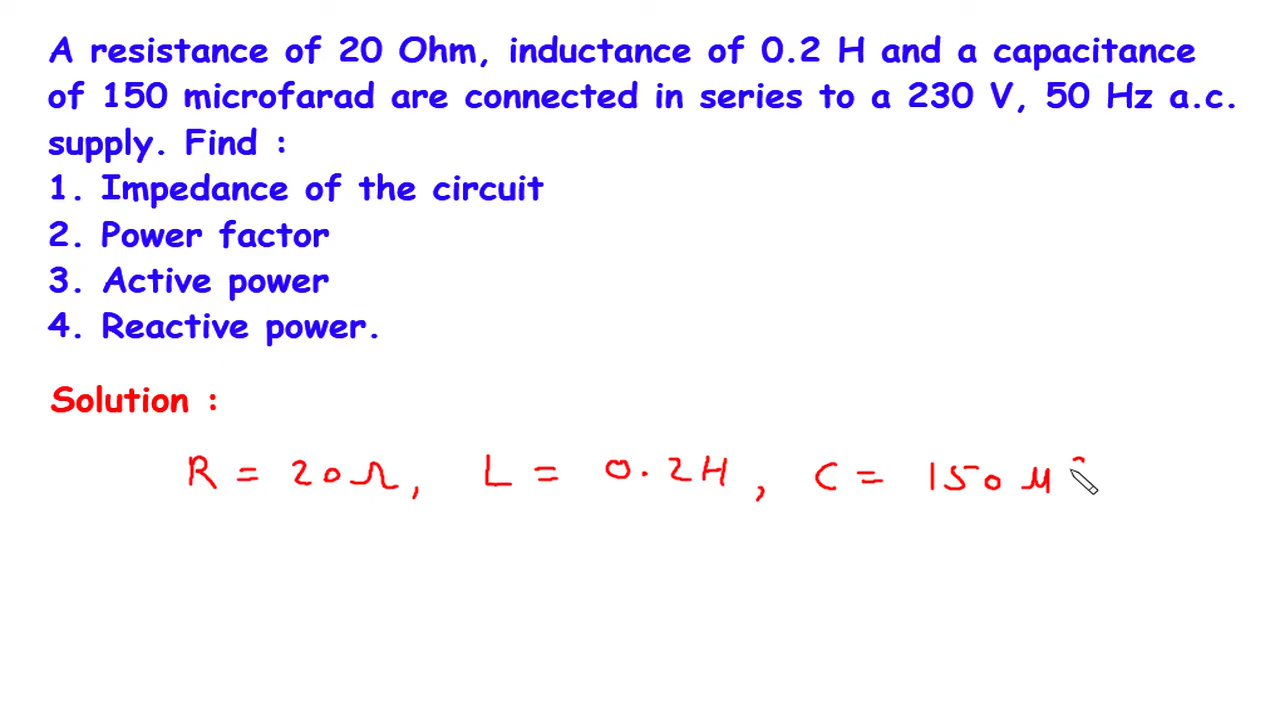 A resistance of 20 Ohm, inductance of 0.2 H and a capacitance
of 150 microfarad are connected in series to a 230 V, 50 Hz a.c.
supply. Find :
1. Impedance of the circuit
2. Power factor
3. Active power
4. Reactive power.
Solution :
R = 20Ω, L = 0.2H, C = 150 μ